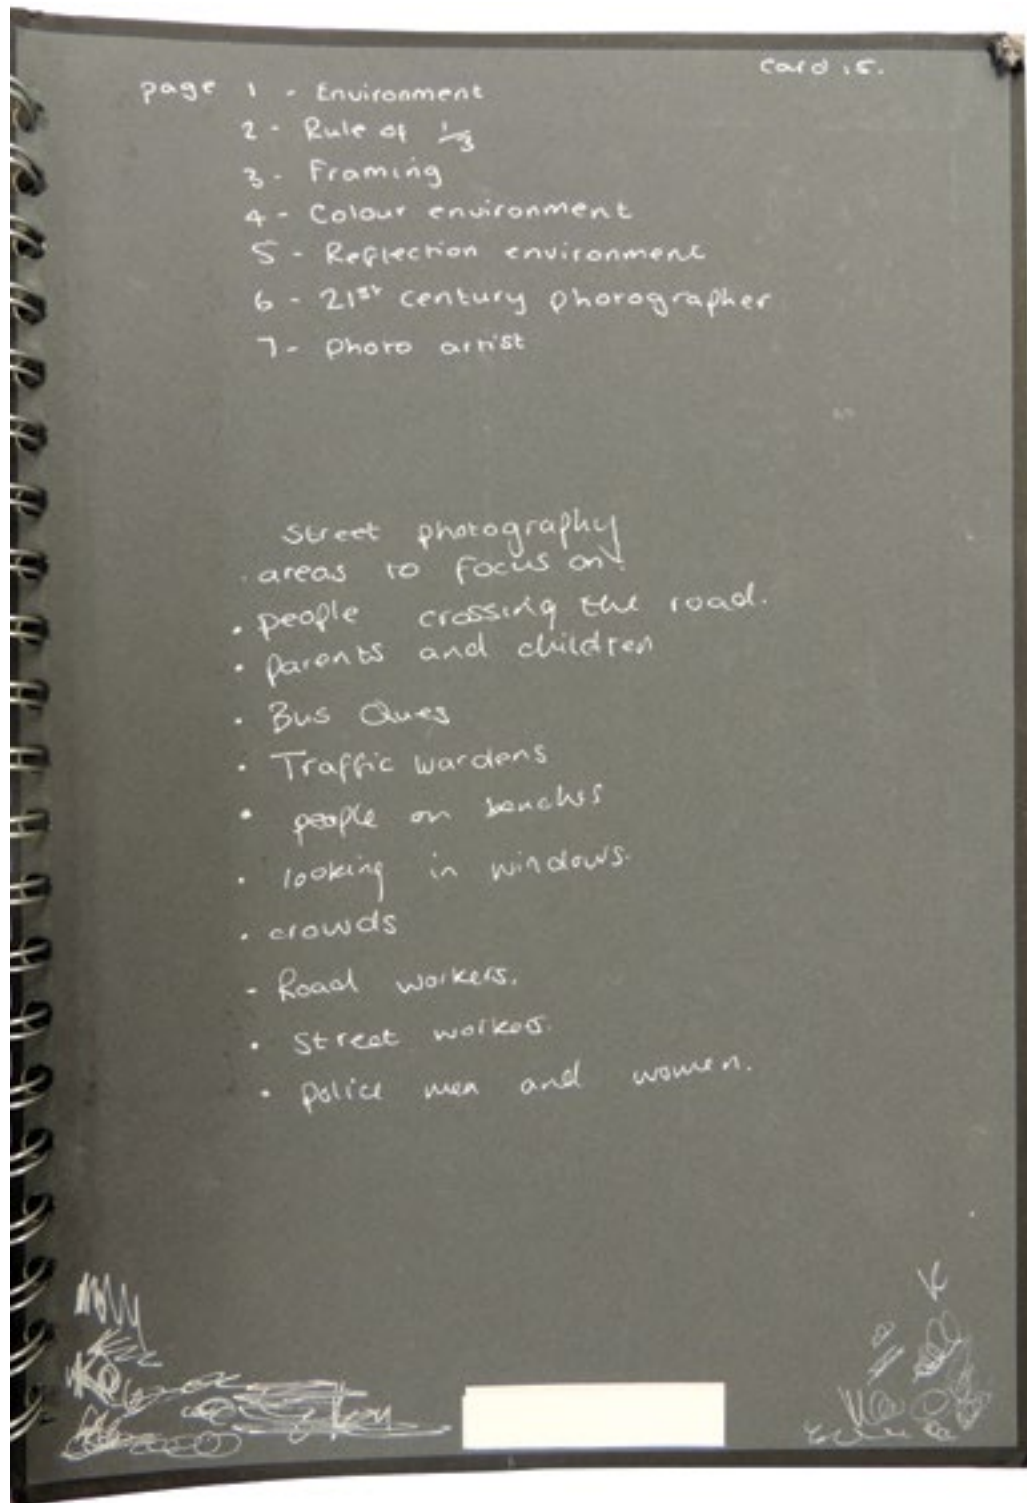 card 15.
page 1 - Environment
2 - Rule of 1/3
3 - Framing
4 - Colour environment
5 - Reflection environment
6 - 21st century photographer
7 - photo artist
Street photography
. areas to focus on.
. people crossing the road.
. parents and children
. Bus Ques
. Traffic wardens
. people on benches
. looking in windows.
. crowds
- Road workers.
. Street workers.
. police men and women.